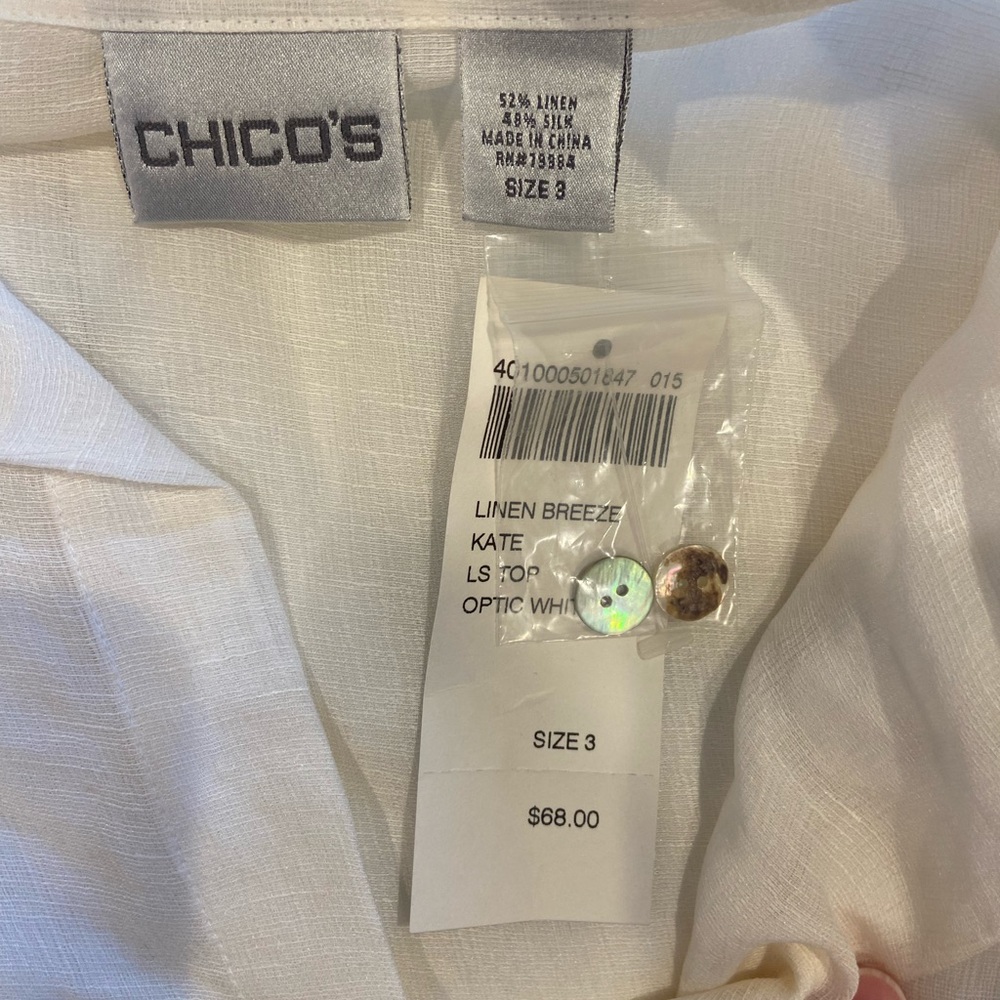 CHICO'S
52% LINEN
48% SILK
MADE IN CHINA
RN#79984
SIZE 3
401000501847 015
LINEN BREEZE
KATE
LS TOP
OPTIC WHIT
SIZE 3
$68.00